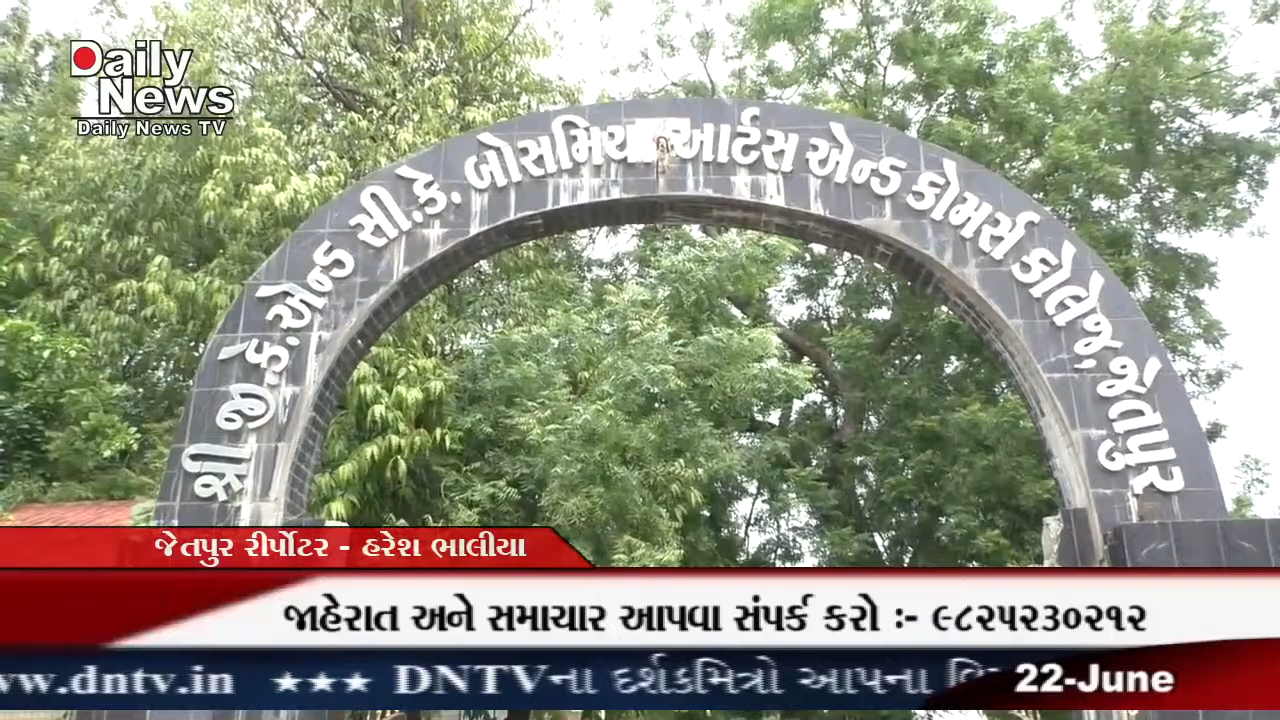 Daily
News
Daily News TV
શ્રી જી.કે. એન્ડ સી.કે. બોસમિયા આર્ટસ એન્ડ કોમર્સ કોલેજ, જેતપુર
જેતપુર રીર્પોટર - હરેશ ભાલીયા
જાહેરાત અને સમાચાર આપવા સંપર્ક કરો :- ૯૮૨૫૨૩૦૨૧૨
www.dntv.in ★★★ DNTVના દર્શકમિત્રો આપના
22-June